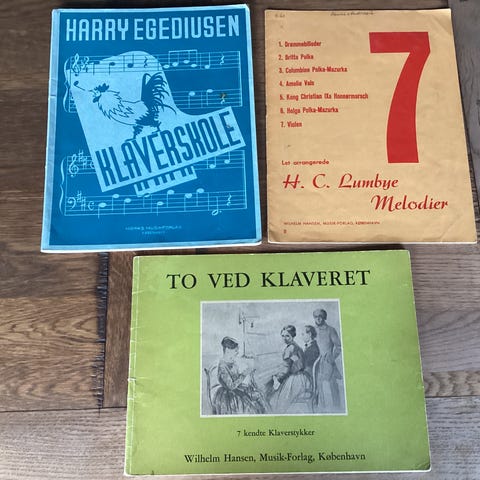 HARRY EGEDIUSEN
KLAVERSKOLE
KØBENHAVN
7
1. Drømmebilleder
2. Britta Polka
3. Columbine Polka-Mazurka
4. Amelie Vals
5. Kong Christian IXs Honnørmarsch
6. Helga Polka-Mazurka
7. Violen
Let arrangerede
H. C. Lumbye
Melodier
WILHELM HANSEN, MUSIK-FORLAG, KØBENHAVN
TO VED KLAVERET
7 kendte Klaverstykker
Wilhelm Hansen, Musik-Forlag, København